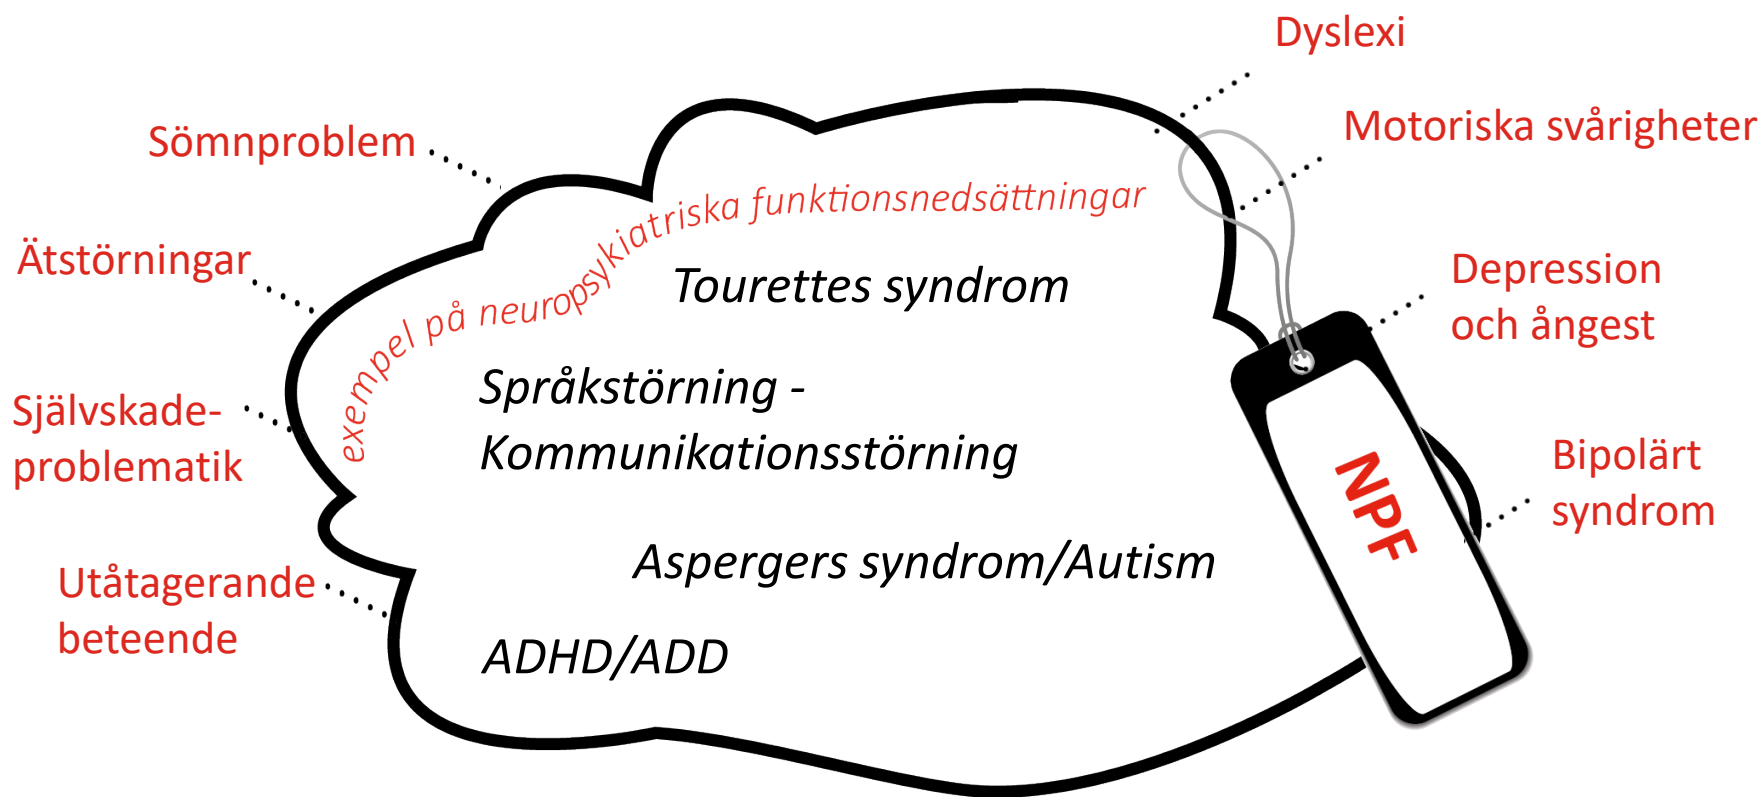 Dyslexi
Motoriska svårigheter
Sömnproblem
exempel på neuropsykiatriska funktionsnedsättningar
Ätstörningar
Tourettes syndrom
Depression
och ångest
Språkstörning -
Kommunikationsstörning
Självskade-
problematik
NPF
Bipolärt
syndrom
Aspergers syndrom/Autism
Utåtagerande
beteende
ADHD/ADD